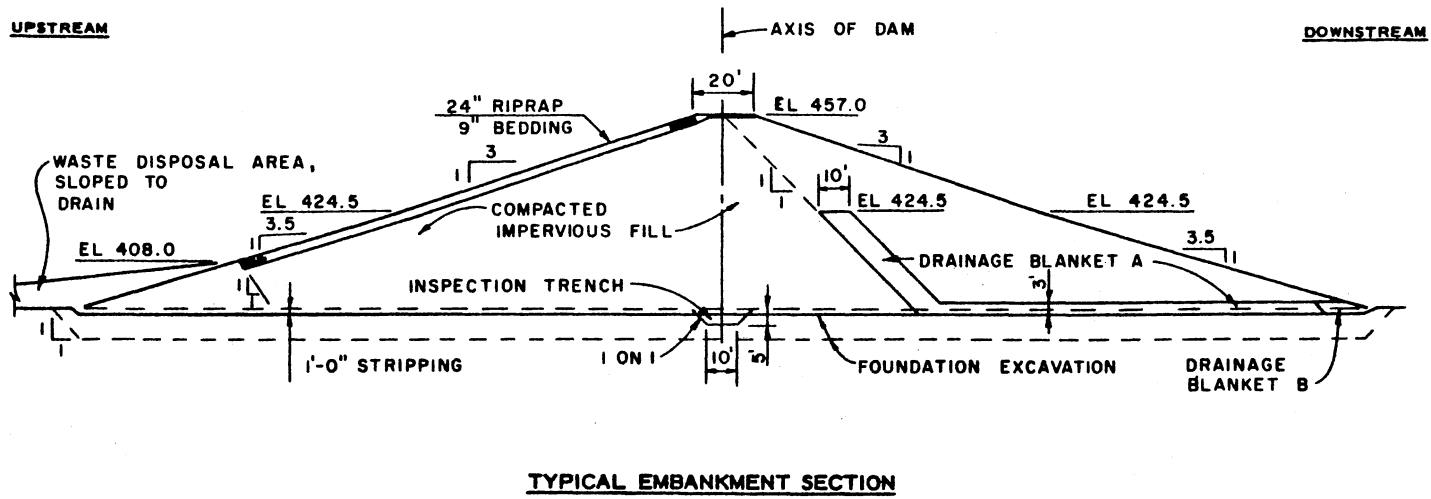 UPSTREAM
AXIS OF DAM
DOWNSTREAM
20'
EL 457.0
24" RIPRAP
9" BEDDING
3
1
3
1
WASTE DISPOSAL AREA,
SLOPED TO
DRAIN
10'
1
1
EL 424.5
COMPACTED
IMPERVIOUS FILL
EL 424.5
EL 424.5
3.5
1
3.5
1
EL 408.0
DRAINAGE BLANKET A
INSPECTION TRENCH
1
1
3'
1
1
1'-0" STRIPPING
1 ON 1
10'
5'
FOUNDATION EXCAVATION
DRAINAGE
BLANKET B
TYPICAL EMBANKMENT SECTION